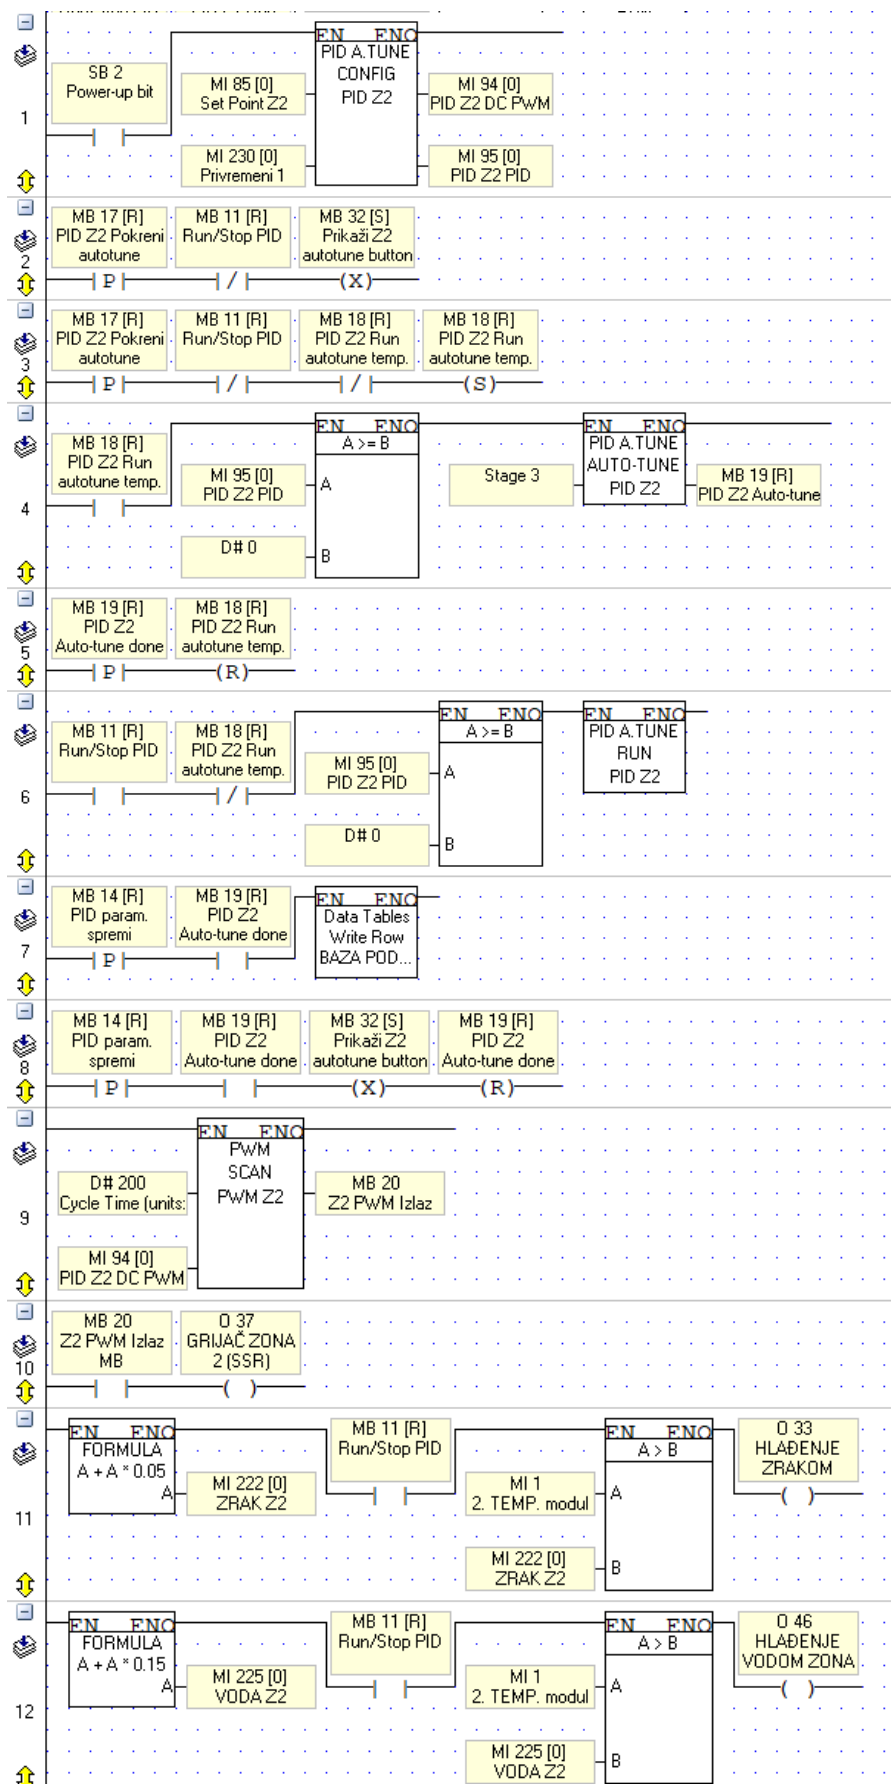 1
SB 2
Power-up bit
EN ENO
PID A.TUNE
CONFIG
PID Z2
MI 85 [0]
Set Point Z2
MI 230 [0]
Privremeni 1
MI 94 [0]
PID Z2 DC PWM
MI 95 [0]
PID Z2 PID
2
MB 17 [R]
PID Z2 Pokreni
autotune
MB 11 [R]
Run/Stop PID
MB 32 [S]
Prikaži Z2
autotune button
P
/
(X)
3
MB 17 [R]
PID Z2 Pokreni
autotune
MB 11 [R]
Run/Stop PID
MB 18 [R]
PID Z2 Run
autotune temp.
MB 18 [R]
PID Z2 Run
autotune temp.
P
/
/
(S)
4
MB 18 [R]
PID Z2 Run
autotune temp.
EN ENO
A >= B
MI 95 [0]
PID Z2 PID
A
D# 0
B
Stage 3
EN ENO
PID A.TUNE
AUTO-TUNE
PID Z2
MB 19 [R]
PID Z2 Auto-tune
5
MB 19 [R]
PID Z2
Auto-tune done
MB 18 [R]
PID Z2 Run
autotune temp.
P
(R)
6
MB 11 [R]
Run/Stop PID
MB 18 [R]
PID Z2 Run
autotune temp.
/
EN ENO
A >= B
MI 95 [0]
PID Z2 PID
A
D# 0
B
EN ENO
PID A.TUNE
RUN
PID Z2
7
MB 14 [R]
PID param.
spremi
MB 19 [R]
PID Z2
Auto-tune done
P
EN ENO
Data Tables
Write Row
BAZA POD...
8
MB 14 [R]
PID param.
spremi
MB 19 [R]
PID Z2
Auto-tune done
MB 32 [S]
Prikaži Z2
autotune button
MB 19 [R]
PID Z2
Auto-tune done
P
(X)
(R)
9
EN ENO
PWM
SCAN
PWM Z2
D# 200
Cycle Time (units:
MI 94 [0]
PID Z2 DC PWM
MB 20
Z2 PWM Izlaz
10
MB 20
Z2 PWM Izlaz
MB
O 37
GRIJAČ ZONA
2 (SSR)
( )
11
EN ENO
FORMULA
A + A * 0.05
A
MI 222 [0]
ZRAK Z2
MB 11 [R]
Run/Stop PID
EN ENO
A > B
MI 1
2. TEMP. modul
A
MI 222 [0]
ZRAK Z2
B
O 33
HLAĐENJE
ZRAKOM
( )
12
EN ENO
FORMULA
A + A * 0.15
A
MI 225 [0]
VODA Z2
MB 11 [R]
Run/Stop PID
EN ENO
A > B
MI 1
2. TEMP. modul
A
MI 225 [0]
VODA Z2
B
O 46
HLAĐENJE
VODOM ZONA
( )